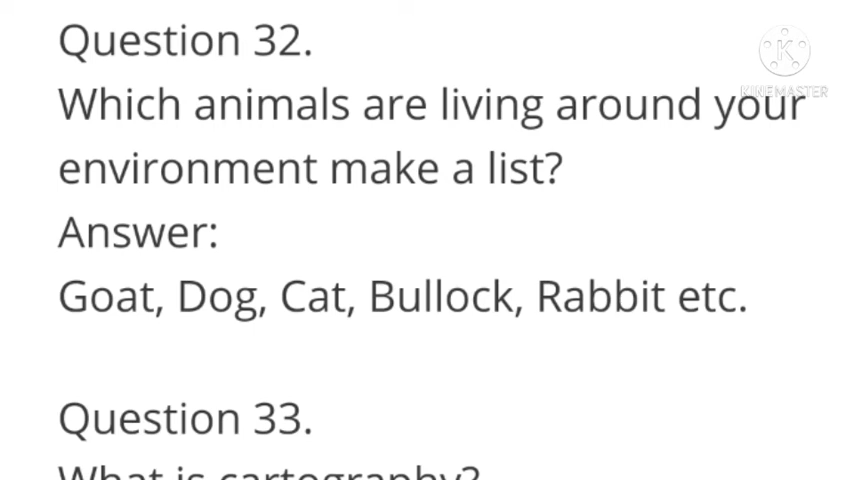 Question 32.
KINEMASTER
Which animals are living around your
environment make a list?
Answer:
Goat, Dog, Cat, Bullock, Rabbit etc.
Question 33.
What is cartography?